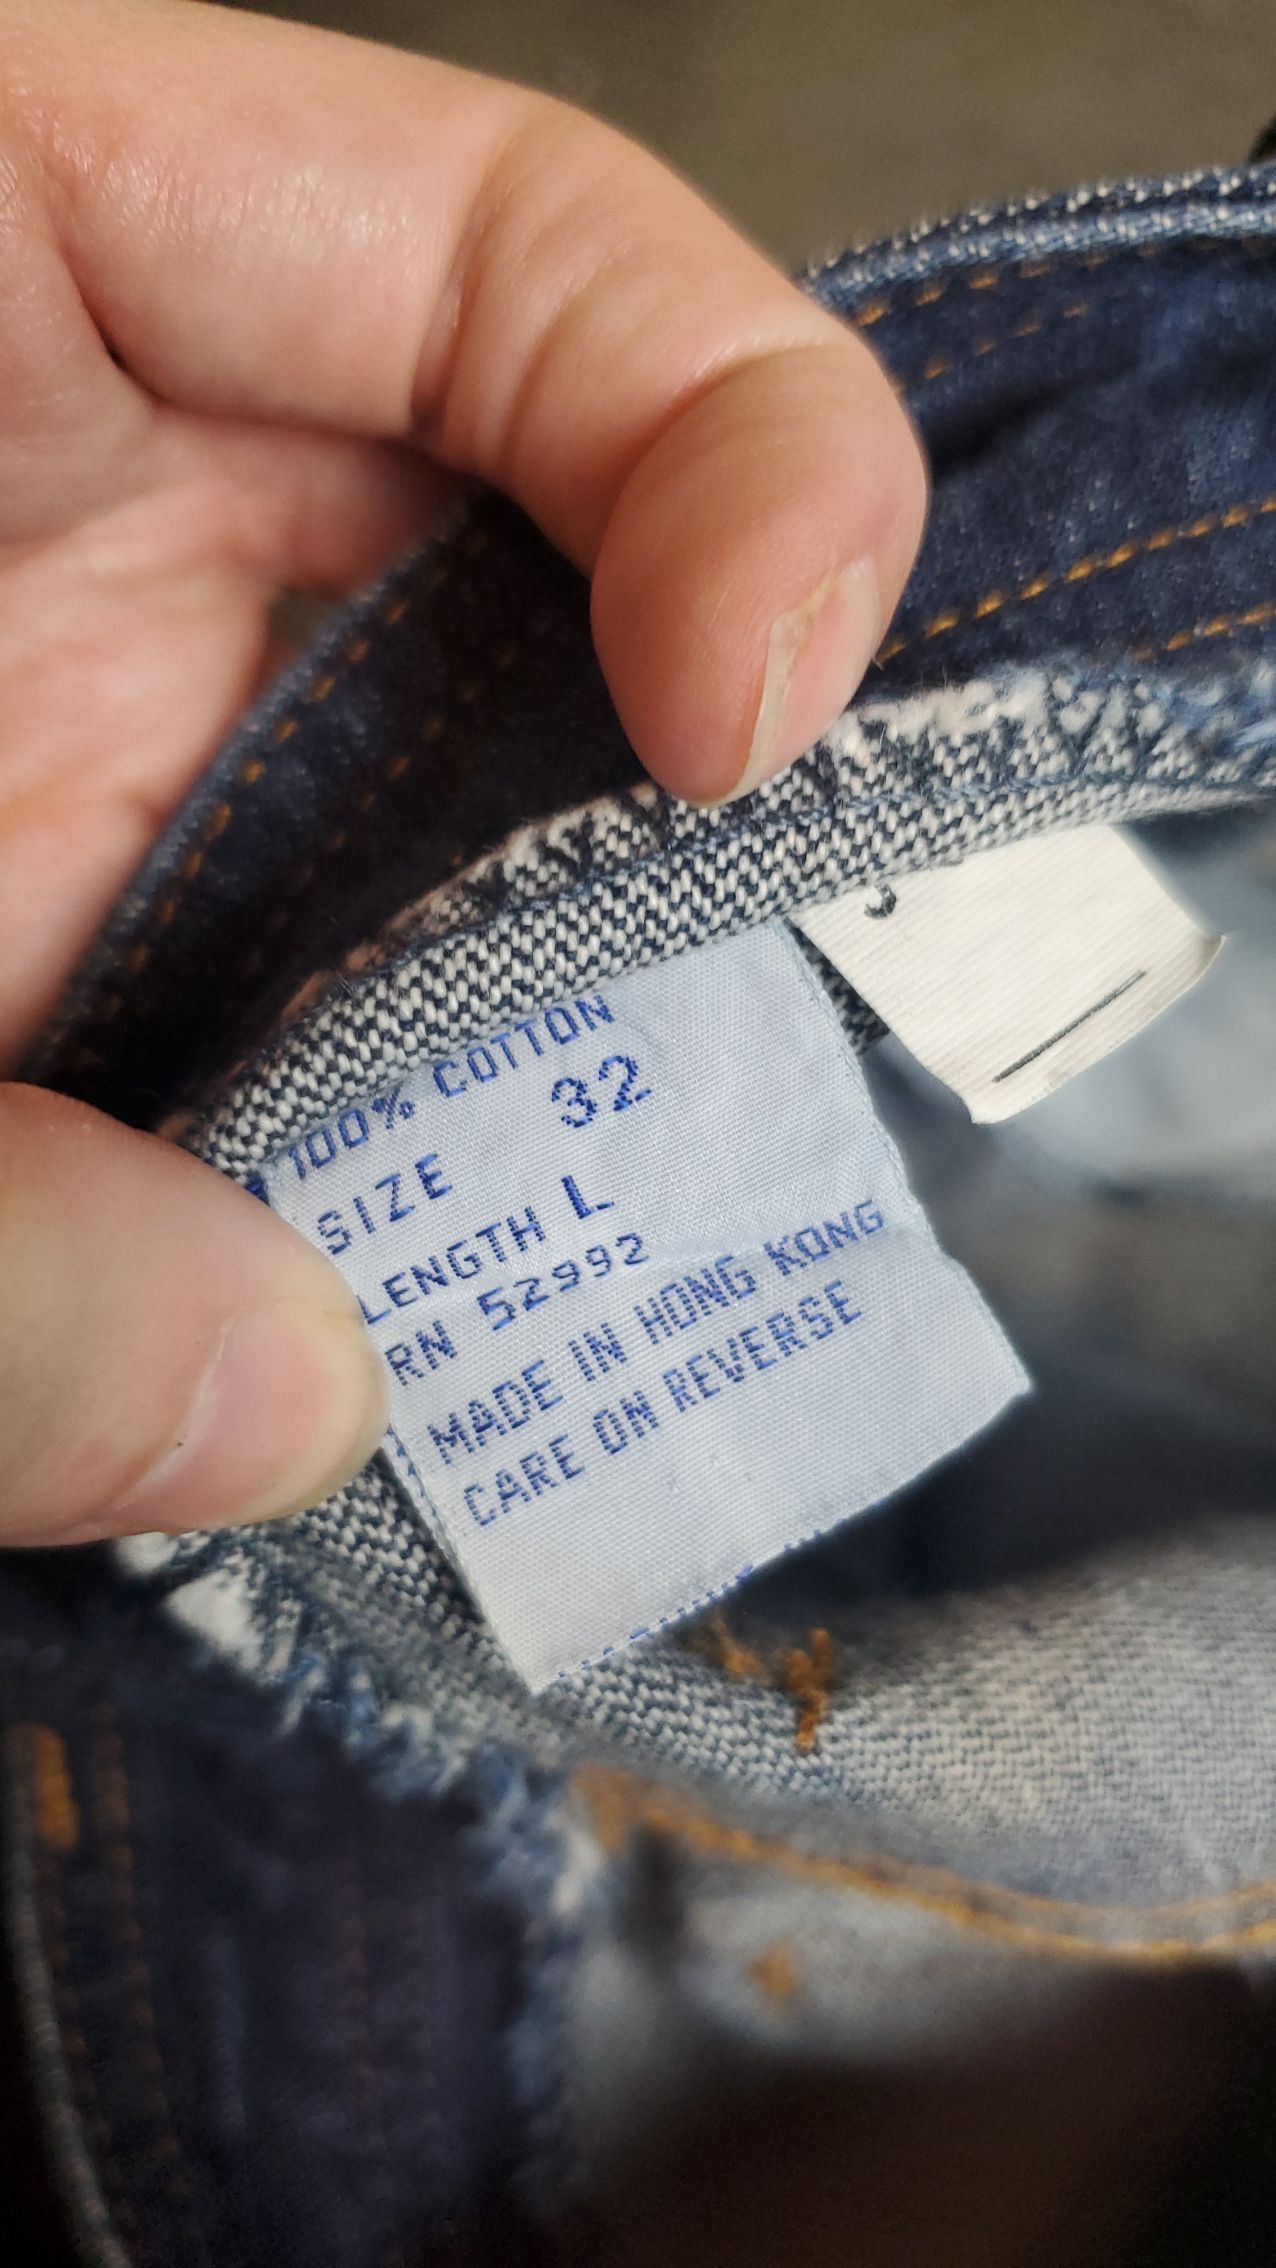 100% COTTON
SIZE 32
LENGTH L
RN 52992
MADE IN HONG KONG
CARE ON REVERSE